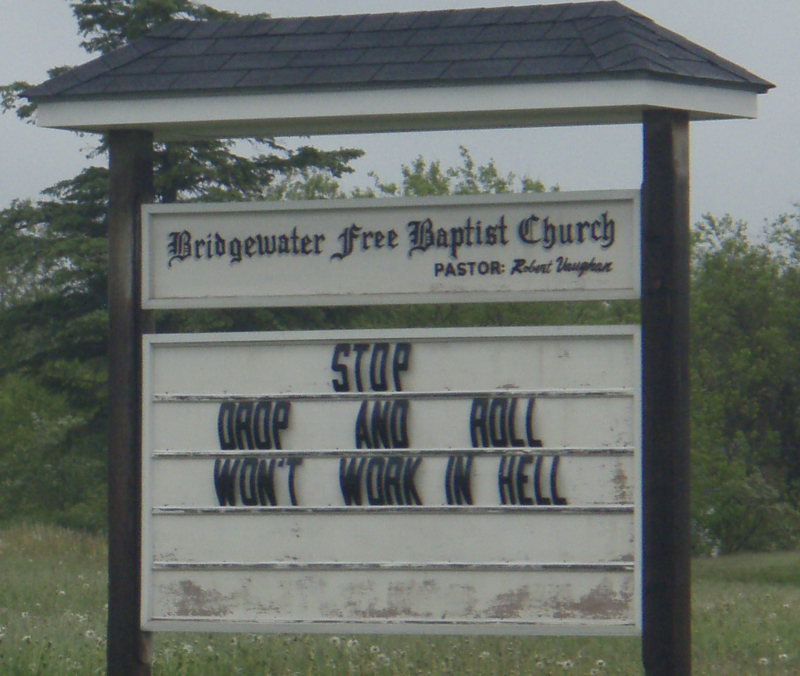 Bridgewater Free Baptist Church
PASTOR: Robert Vaughan
STOP
DROP AND ROLL
WON'T WORK IN HELL